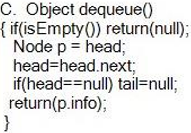 C. Object dequeue()
{ if(isEmpty()) return(null);
Node p = head;
head=head.next;
if(head==null) tail=null;
return(p.info);
}